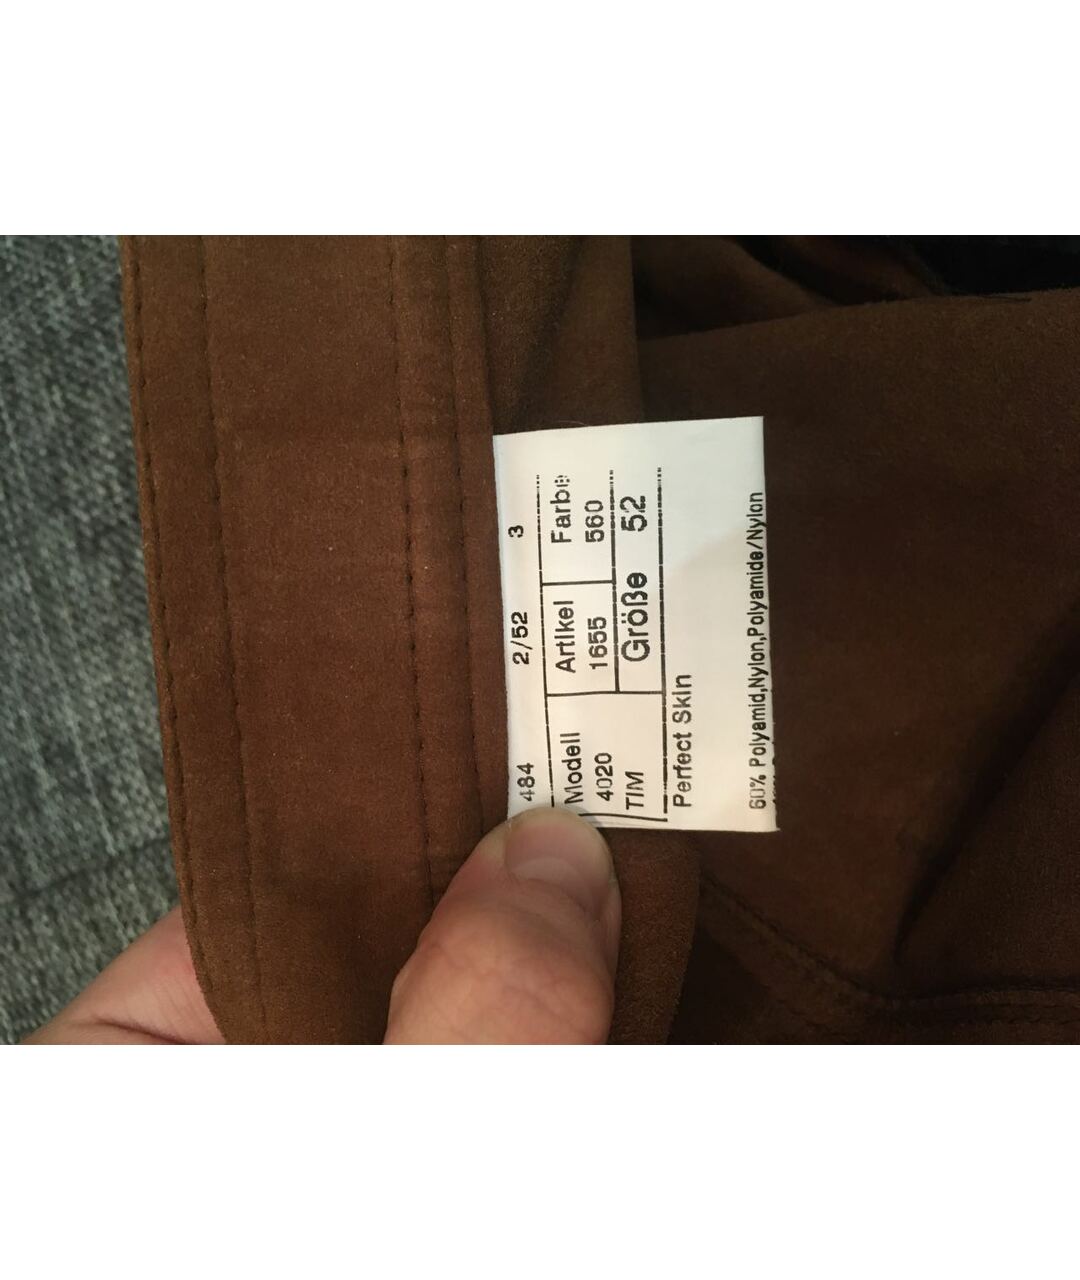 484 2/52 3
Modell Artikel Farbe
4020 1655 560
TIM Größe 52
Perfect Skin
60% Polyamid,Nylon,Polyamide/Nylon